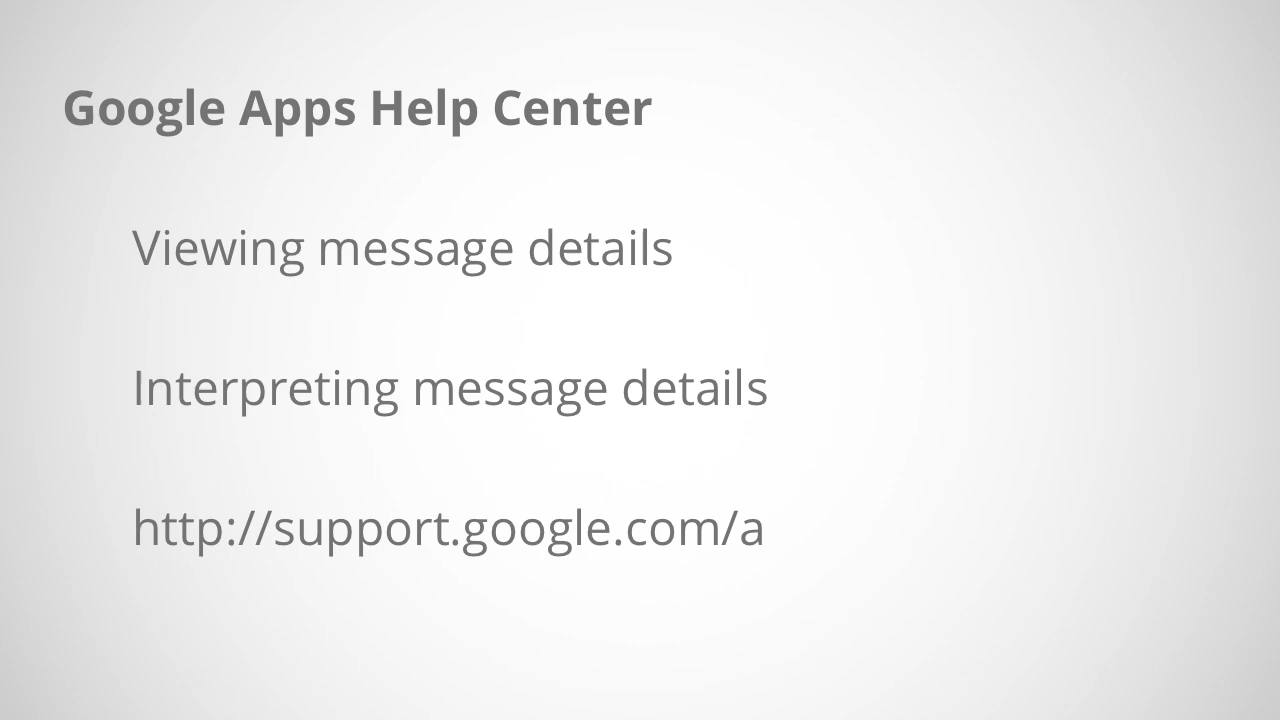 Google Apps Help Center
Viewing message details
Interpreting message details
http://support.google.com/a